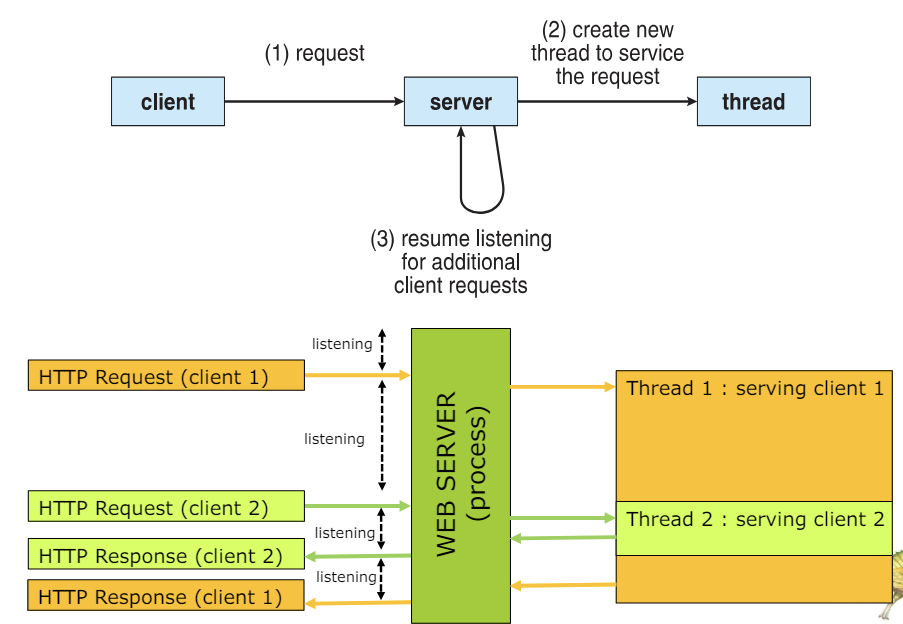 (1) request
(2) create new
thread to service
the request
client
server
thread
(3) resume listening
for additional
client requests
listening
HTTP Request (client 1)
Thread 1 : serving client 1
listening
WEB SERVER
(process)
HTTP Request (client 2)
Thread 2 : serving client 2
listening
HTTP Response (client 2)
listening
HTTP Response (client 1)